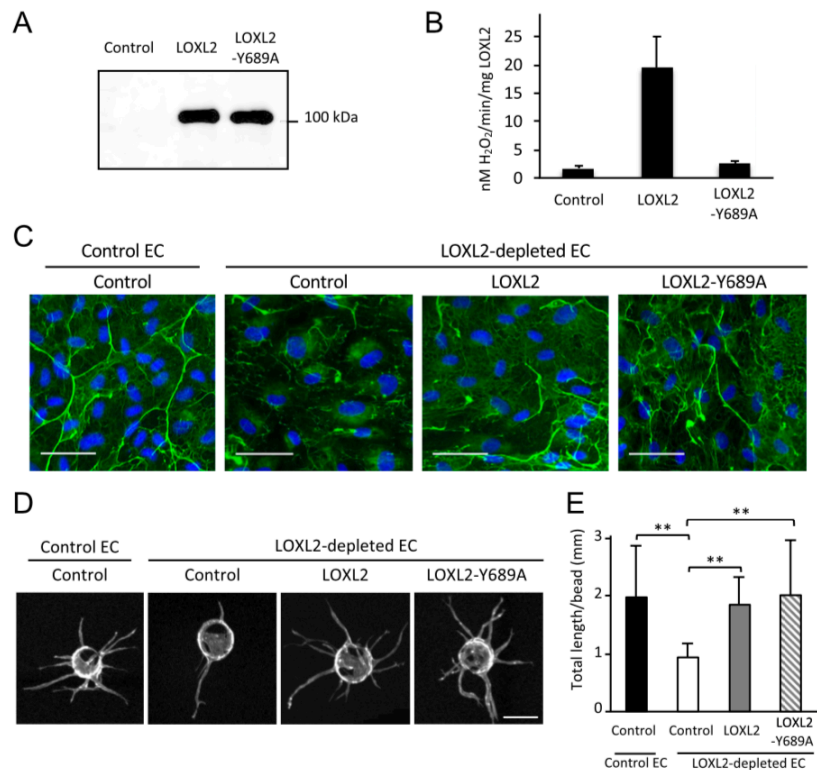 A
Control
LOXL2
LOXL2
-Y689A
100 kDa
B
nM H₂O₂/min/mg LOXL2
25
20
15
10
5
0
Control
LOXL2
LOXL2
-Y689A
C
Control EC
LOXL2-depleted EC
Control
Control
LOXL2
LOXL2-Y689A
D
Control EC
LOXL2-depleted EC
Control
Control
LOXL2
LOXL2-Y689A
E
Total length/bead (mm)
3
2
1
0
**
**
**
Control
Control
LOXL2
LOXL2
-Y689A
Control EC
LOXL2-depleted EC